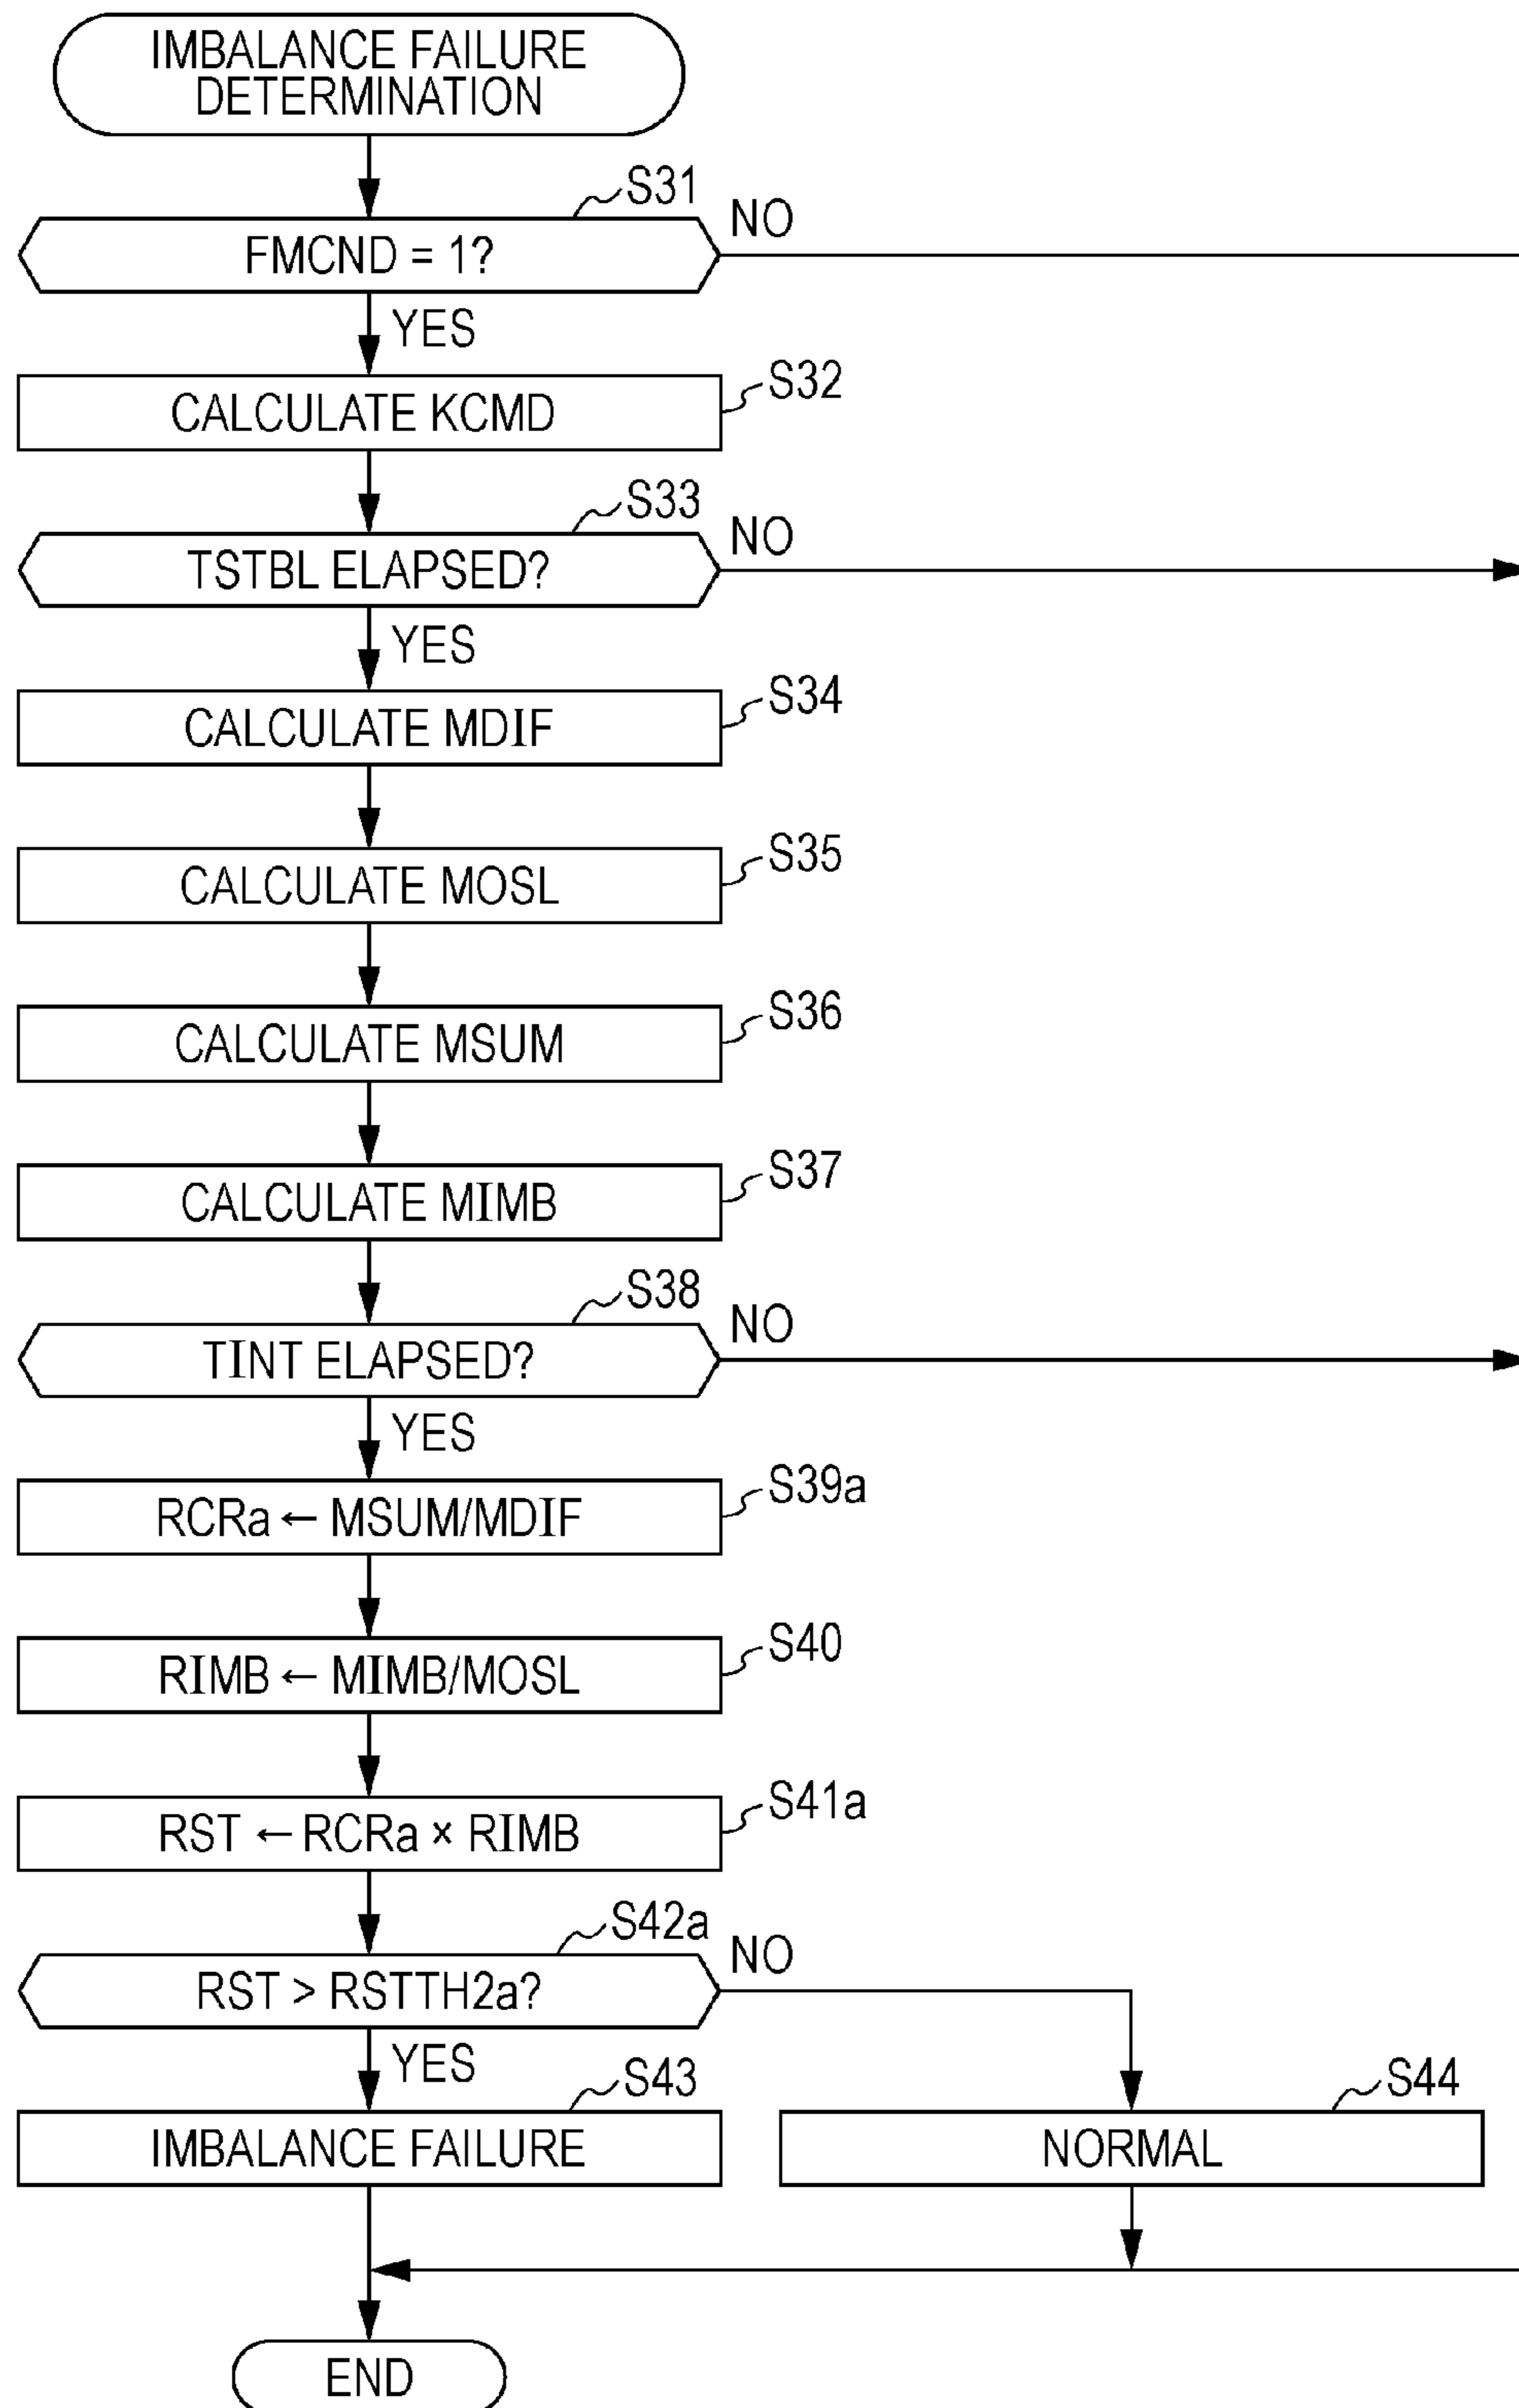 IMBALANCE FAILURE
DETERMINATION
S31
FMCND = 1?
NO
YES
S32
CALCULATE KCMD
S33
TSTBL ELAPSED?
NO
YES
S34
CALCULATE MDIF
S35
CALCULATE MOSL
S36
CALCULATE MSUM
S37
CALCULATE MIMB
S38
TINT ELAPSED?
NO
YES
S39a
RCRa ← MSUM/MDIF
S40
RIMB ← MIMB/MOSL
S41a
RST ← RCRa × RIMB
S42a
RST > RSTTH2a?
NO
YES
S43
IMBALANCE FAILURE
S44
NORMAL
END